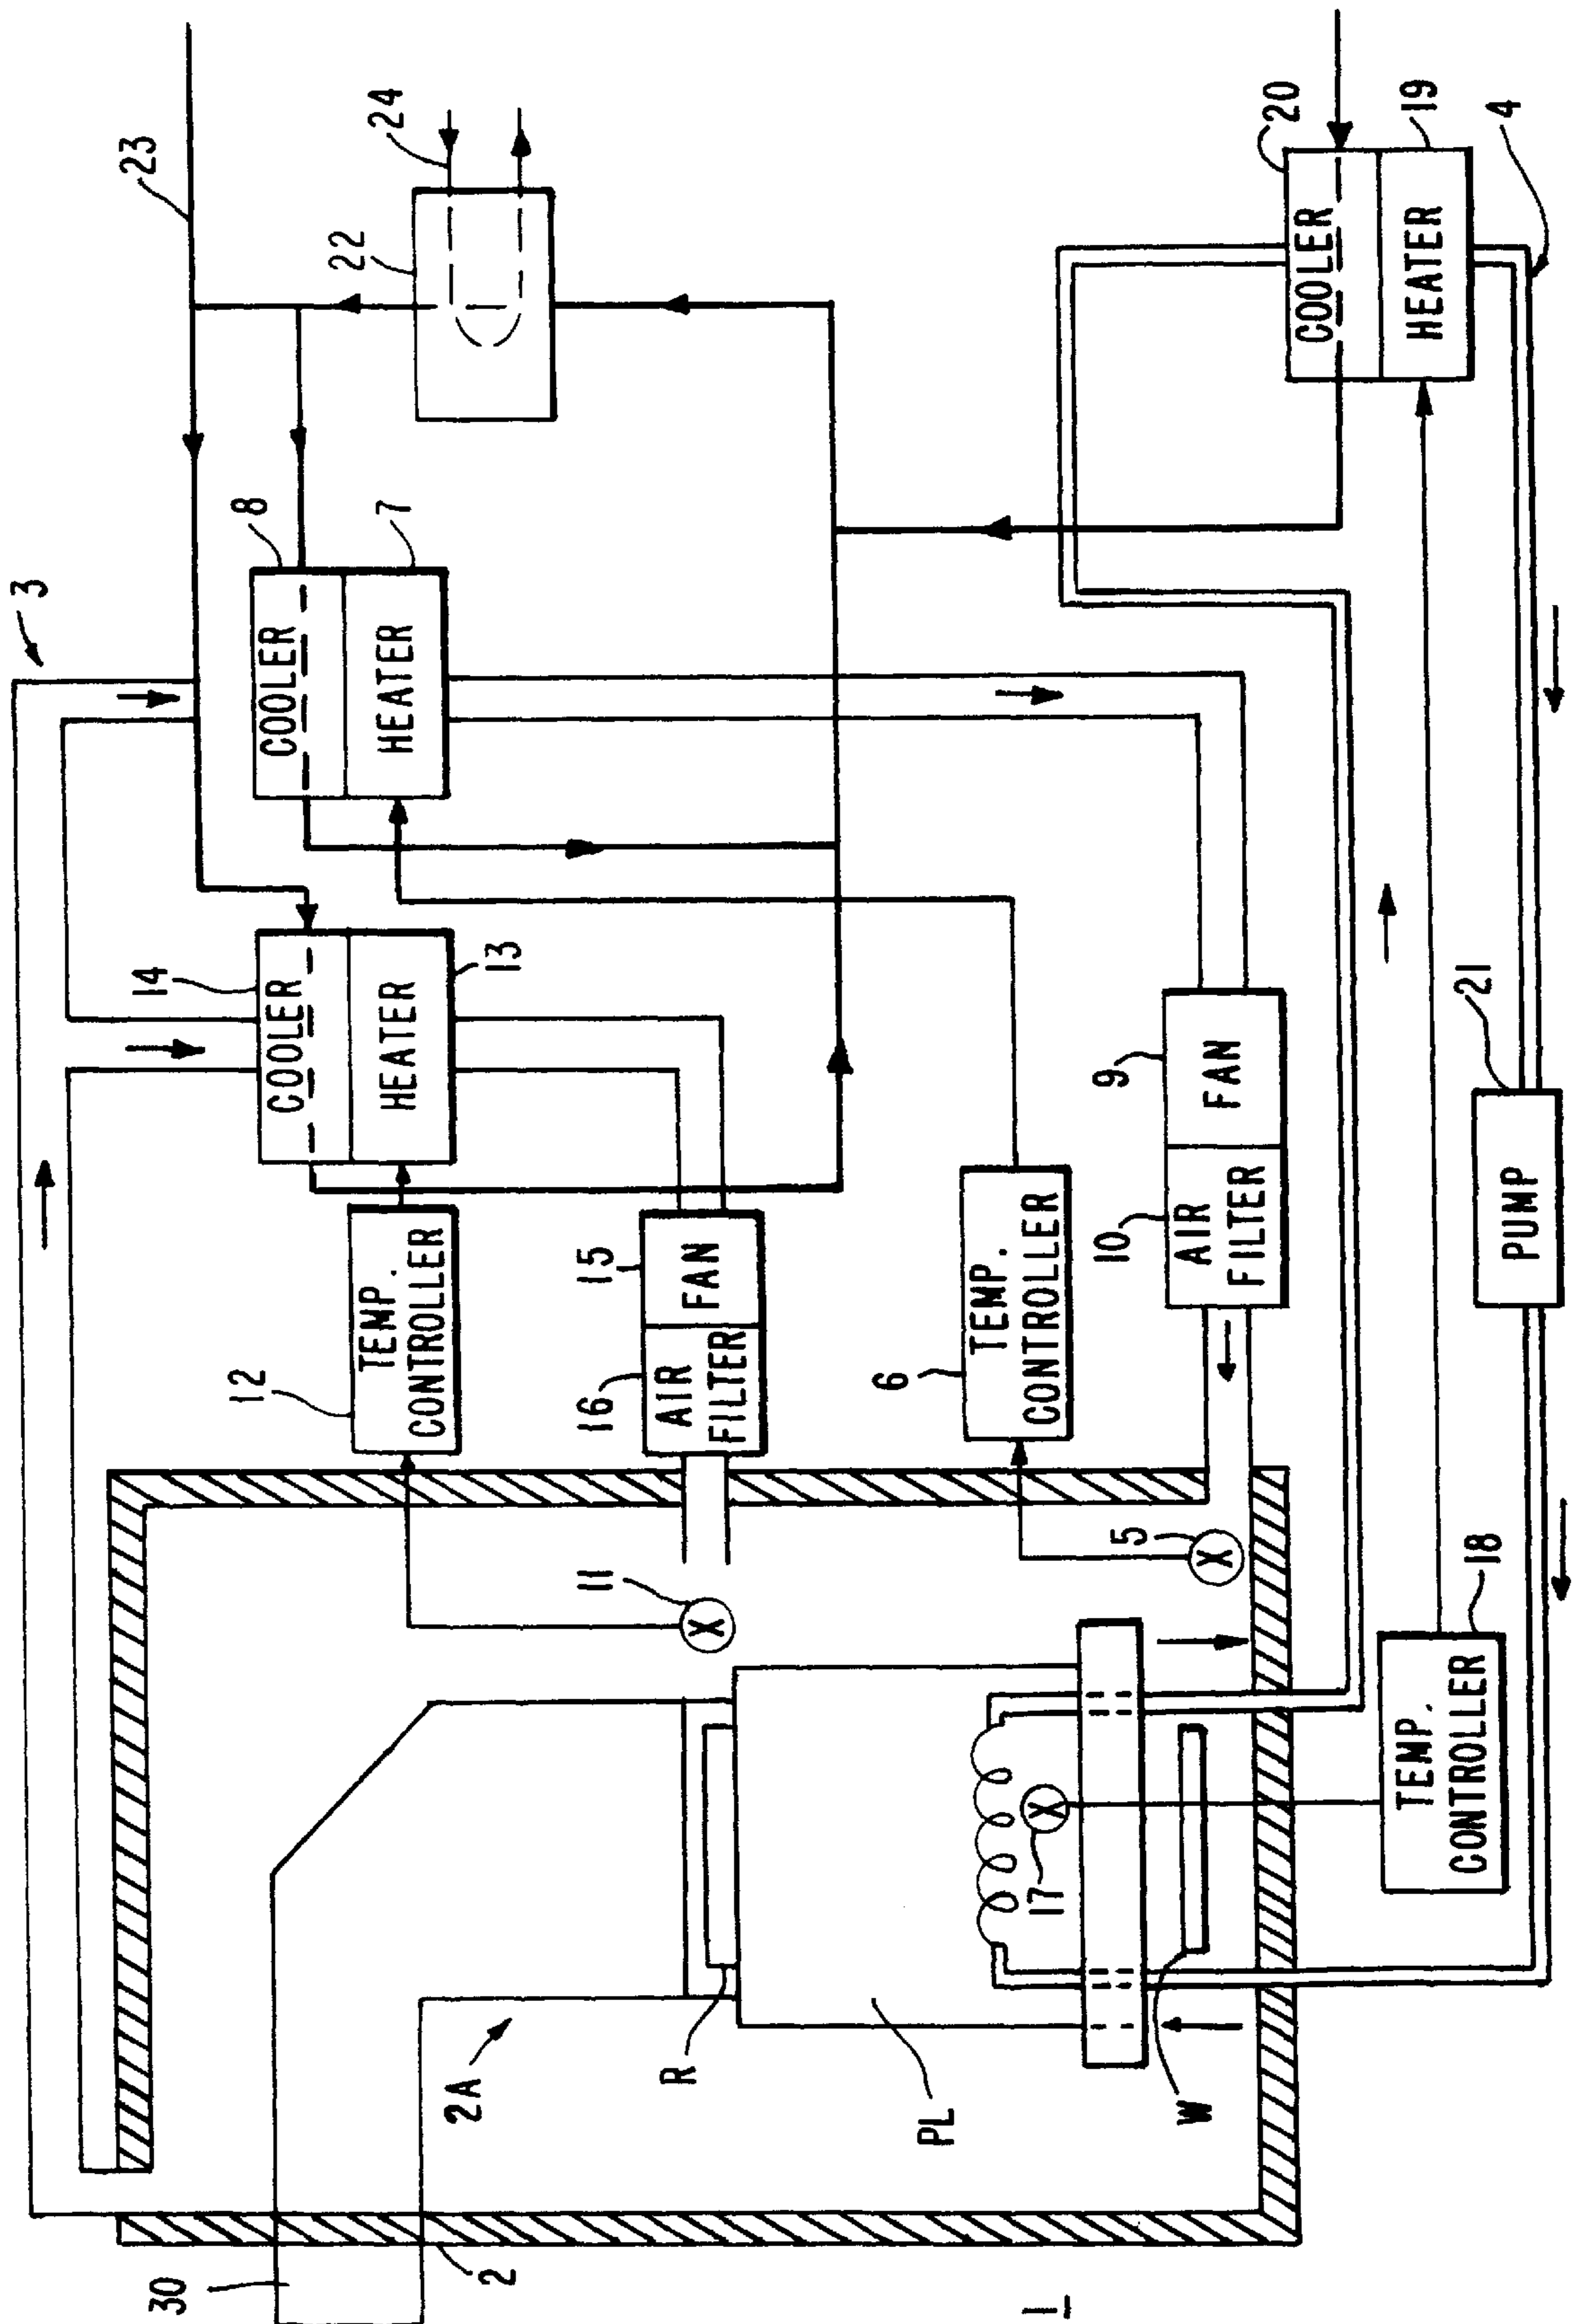 3
23
24
22
8
COOLER
HEATER
7
14
COOLER
HEATER
13
20
COOLER
HEATER
19
4
12
TEMP.
CONTROLLER
15
FAN
16
AIR
FILTER
6
TEMP.
CONTROLLER
9
FAN
10
AIR
FILTER
21
PUMP
11
X
5
X
17
X
18
TEMP.
CONTROLLER
2A
R
PL
W
30
2
1